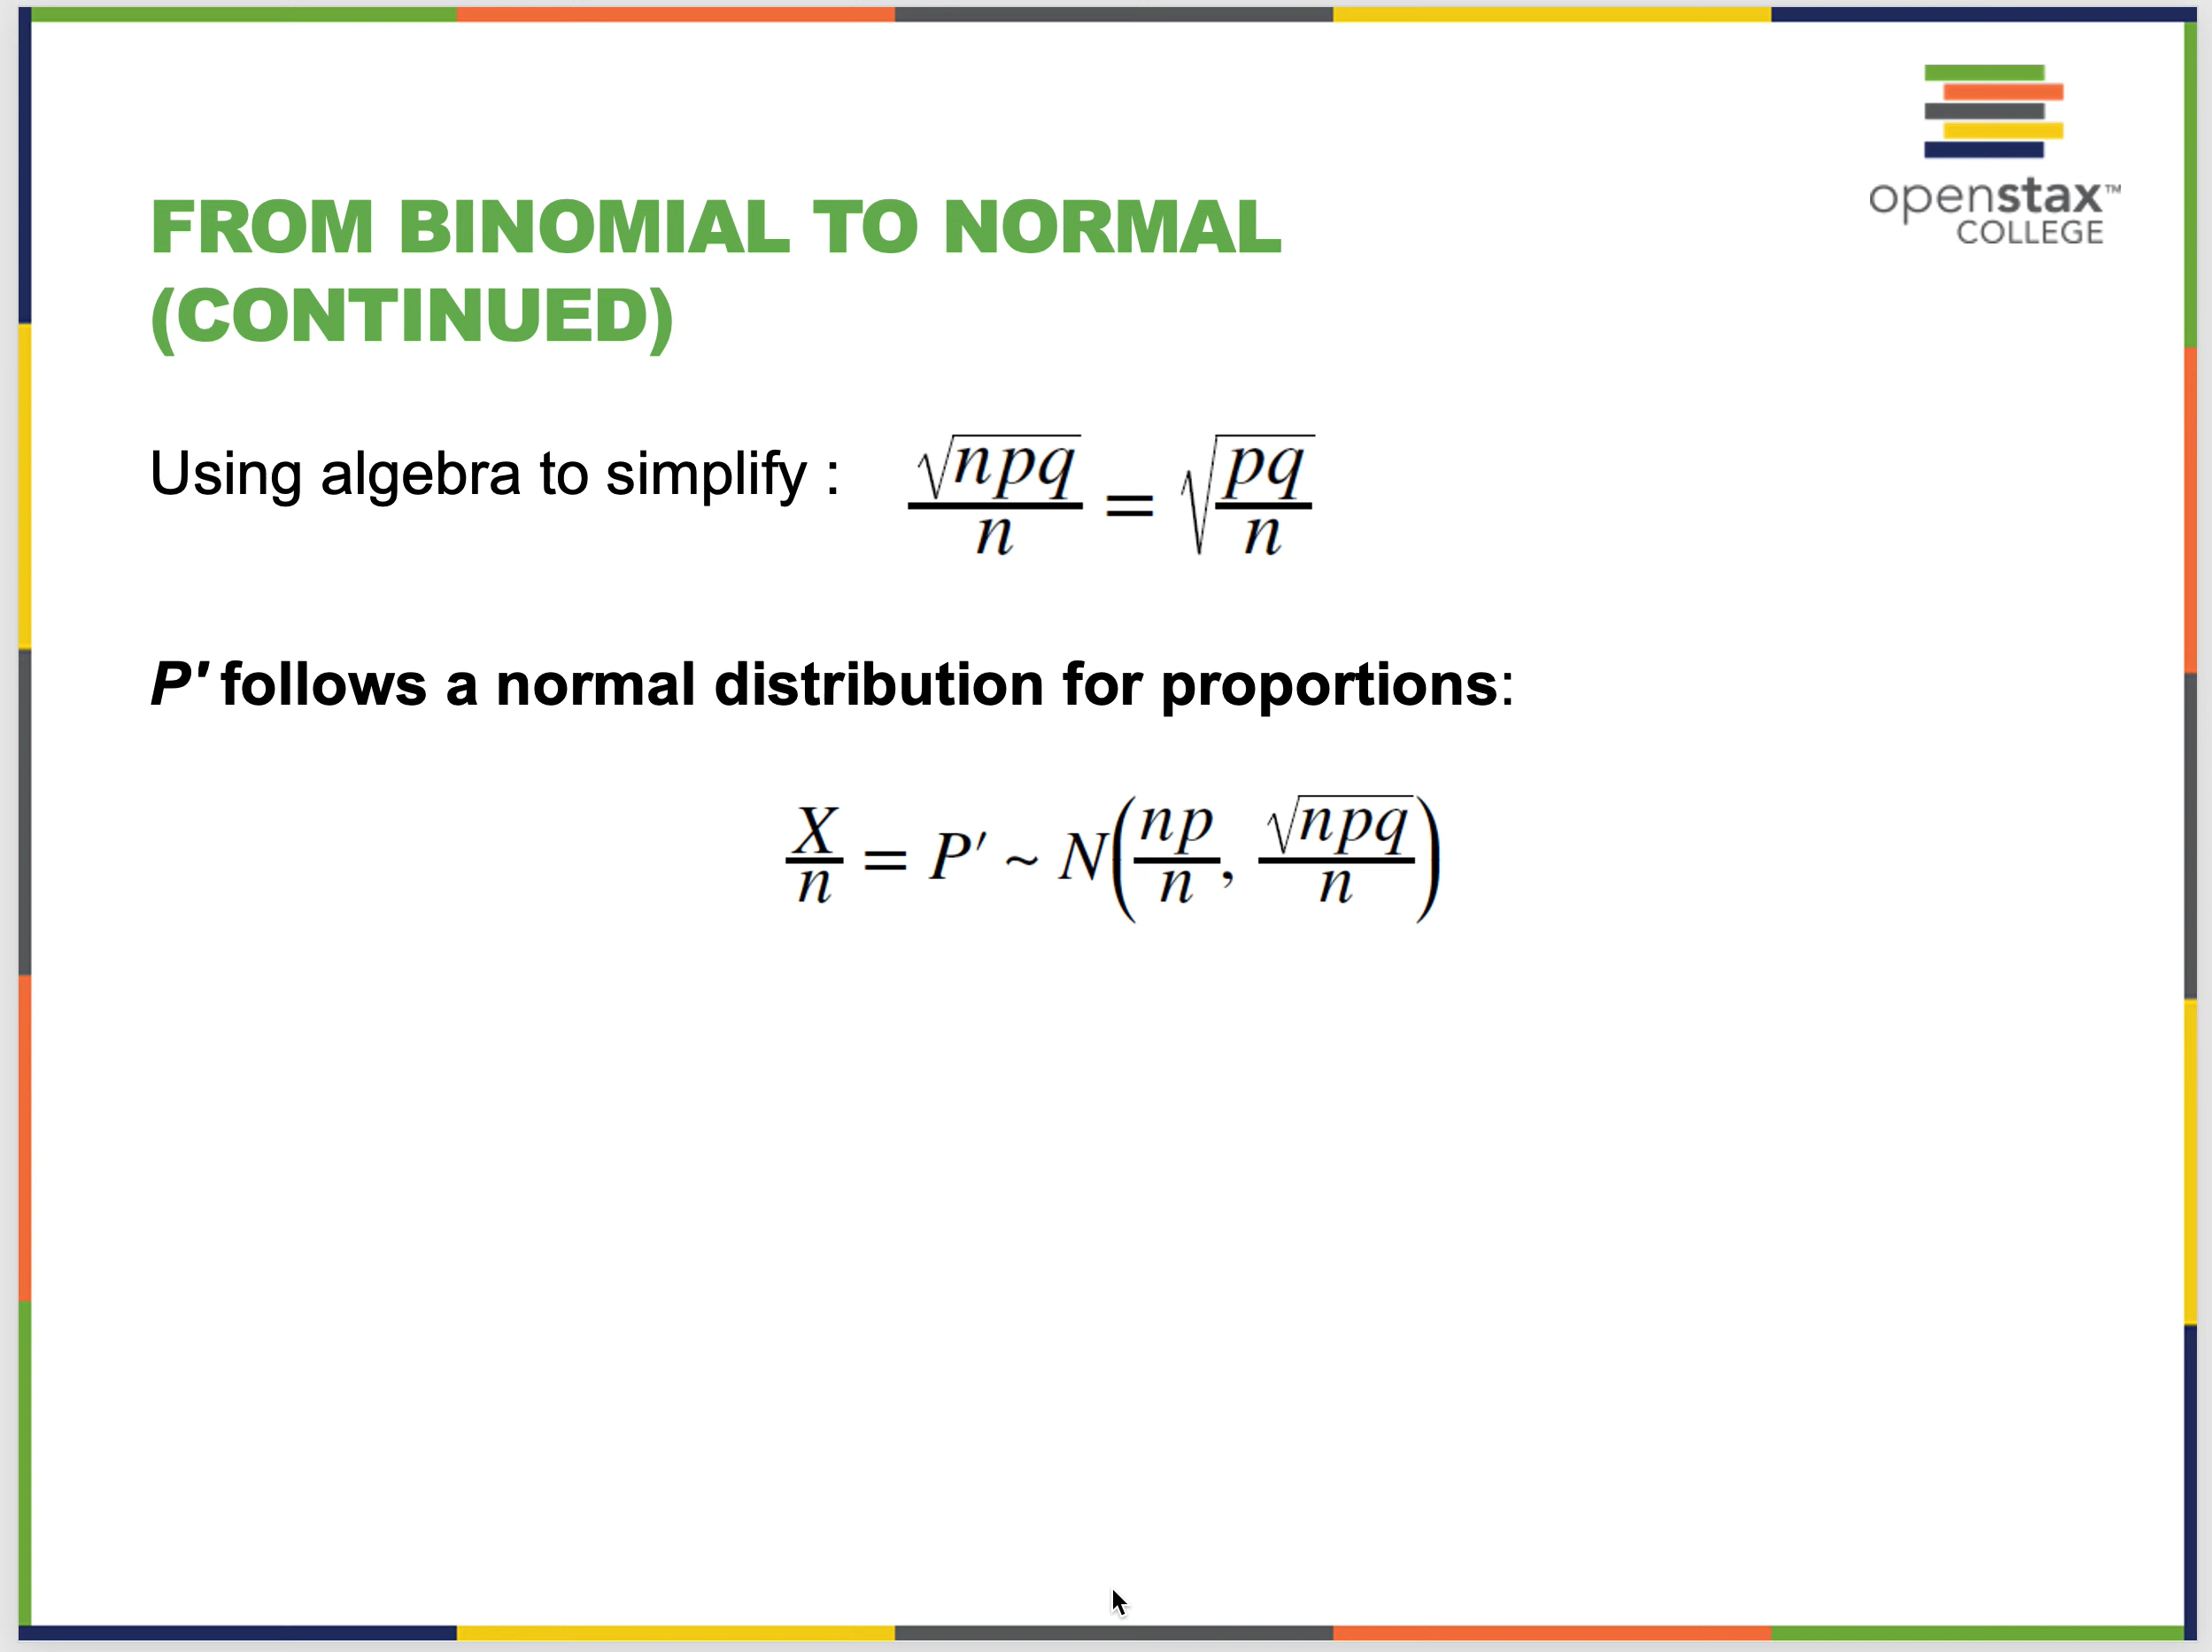 openstax™
COLLEGE
FROM BINOMIAL TO NORMAL
(CONTINUED)
Using algebra to simplify : √npq/n = √(pq/n)
P′ follows a normal distribution for proportions:
X/n = P′ ~ N(np/n, √npq/n)